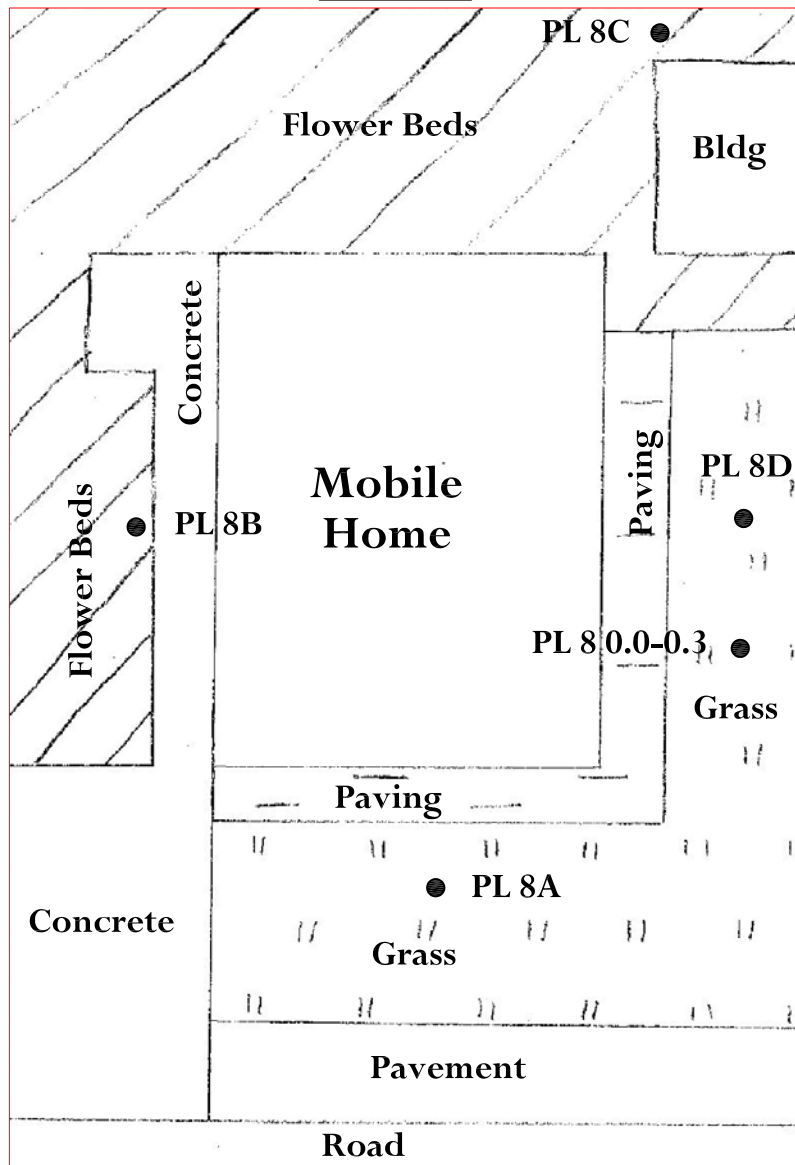 PL 8C
Flower Beds
Bldg
Concrete
Mobile
Home
Paving
PL 8D
Flower Beds
PL 8B
PL 8 0.0-0.3
Grass
Paving
PL 8A
Concrete
Grass
Pavement
Road